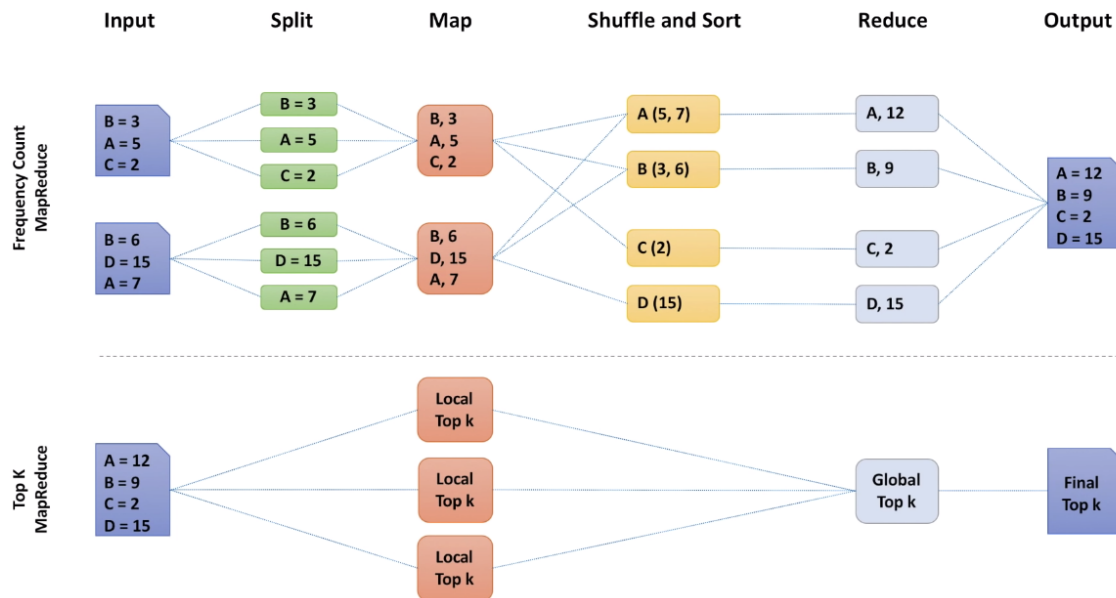 Input
Split
Map
Shuffle and Sort
Reduce
Output
Frequency Count
MapReduce
B = 3
A = 5
C = 2
B = 6
D = 15
A = 7
B = 3
A = 5
C = 2
B = 6
D = 15
A = 7
B, 3
A, 5
C, 2
B, 6
D, 15
A, 7
A (5, 7)
B (3, 6)
C (2)
D (15)
A, 12
B, 9
C, 2
D, 15
A = 12
B = 9
C = 2
D = 15
Top K
MapReduce
A = 12
B = 9
C = 2
D = 15
Local
Top k
Local
Top k
Local
Top k
Global
Top k
Final
Top k